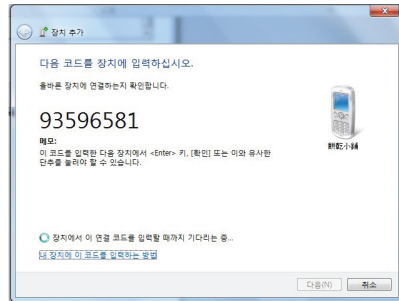 장치 추가
다음 코드를 장치에 입력하십시오.
올바른 장치에 연결하는지 확인합니다.
93596581
메모:
이 코드를 입력한 다음 장치에서 <Enter> 키, [확인] 또는 이와 유사한
단추를 눌러야 할 수 있습니다.
餅乾小鋪
장치에서 이 연결 코드를 입력할 때까지 기다리는 중...
내 장치에 이 코드를 입력하는 방법
다음(N)
취소